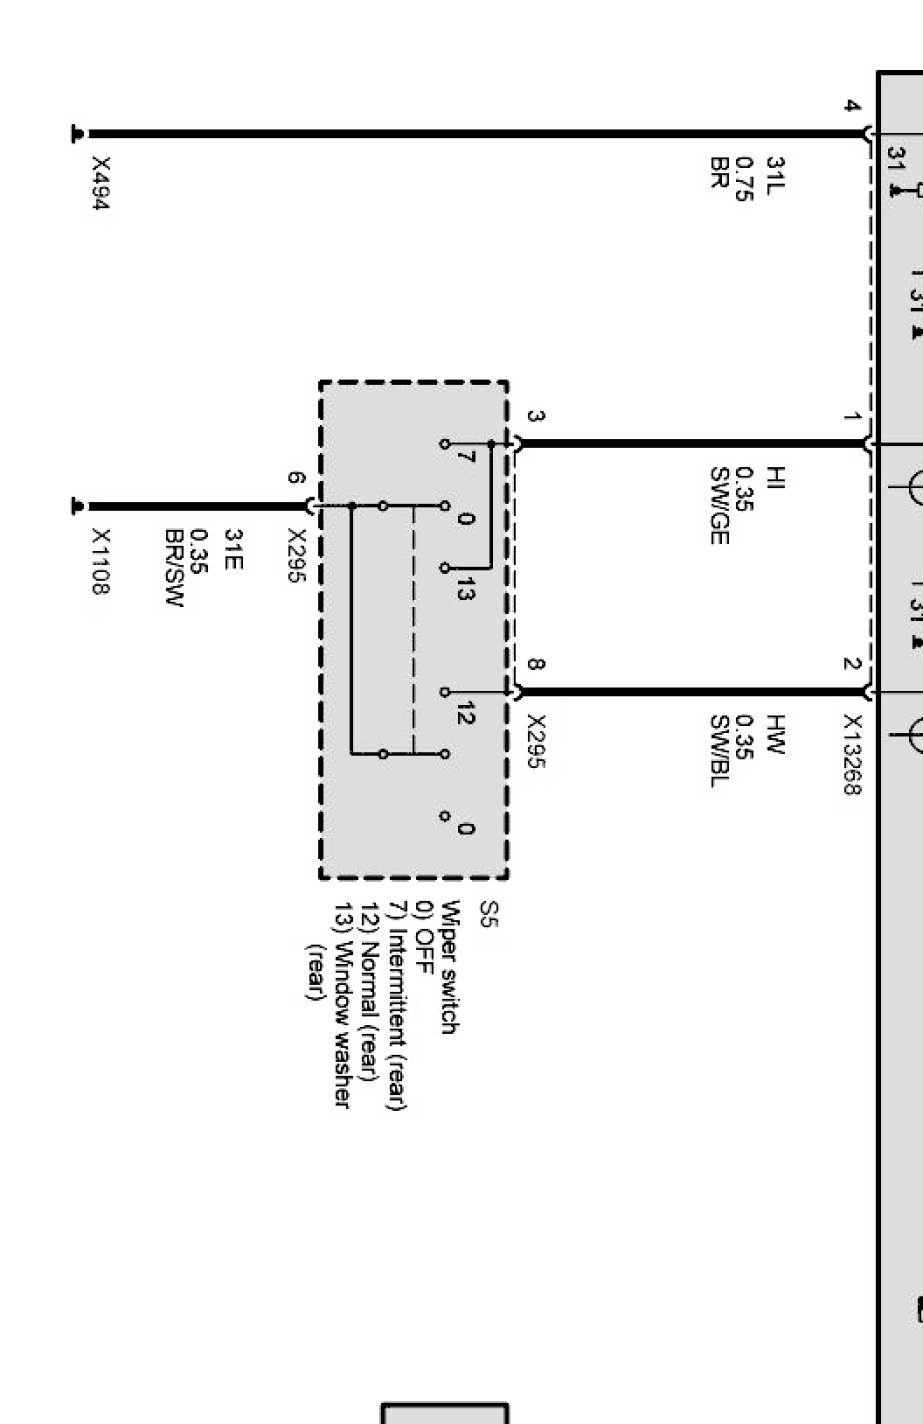 4
31
X494
31L
0.75
BR
31
3
1
HI
0.35
SW/GE
7
6
0
X295
31E
0.35
BR/SW
X1108
13
31
8
2
12
X295
HW
0.35
SW/BL
X13268
0
S5
Wiper switch
0) OFF
7) Intermittent (rear)
12) Normal (rear)
13) Window washer
(rear)